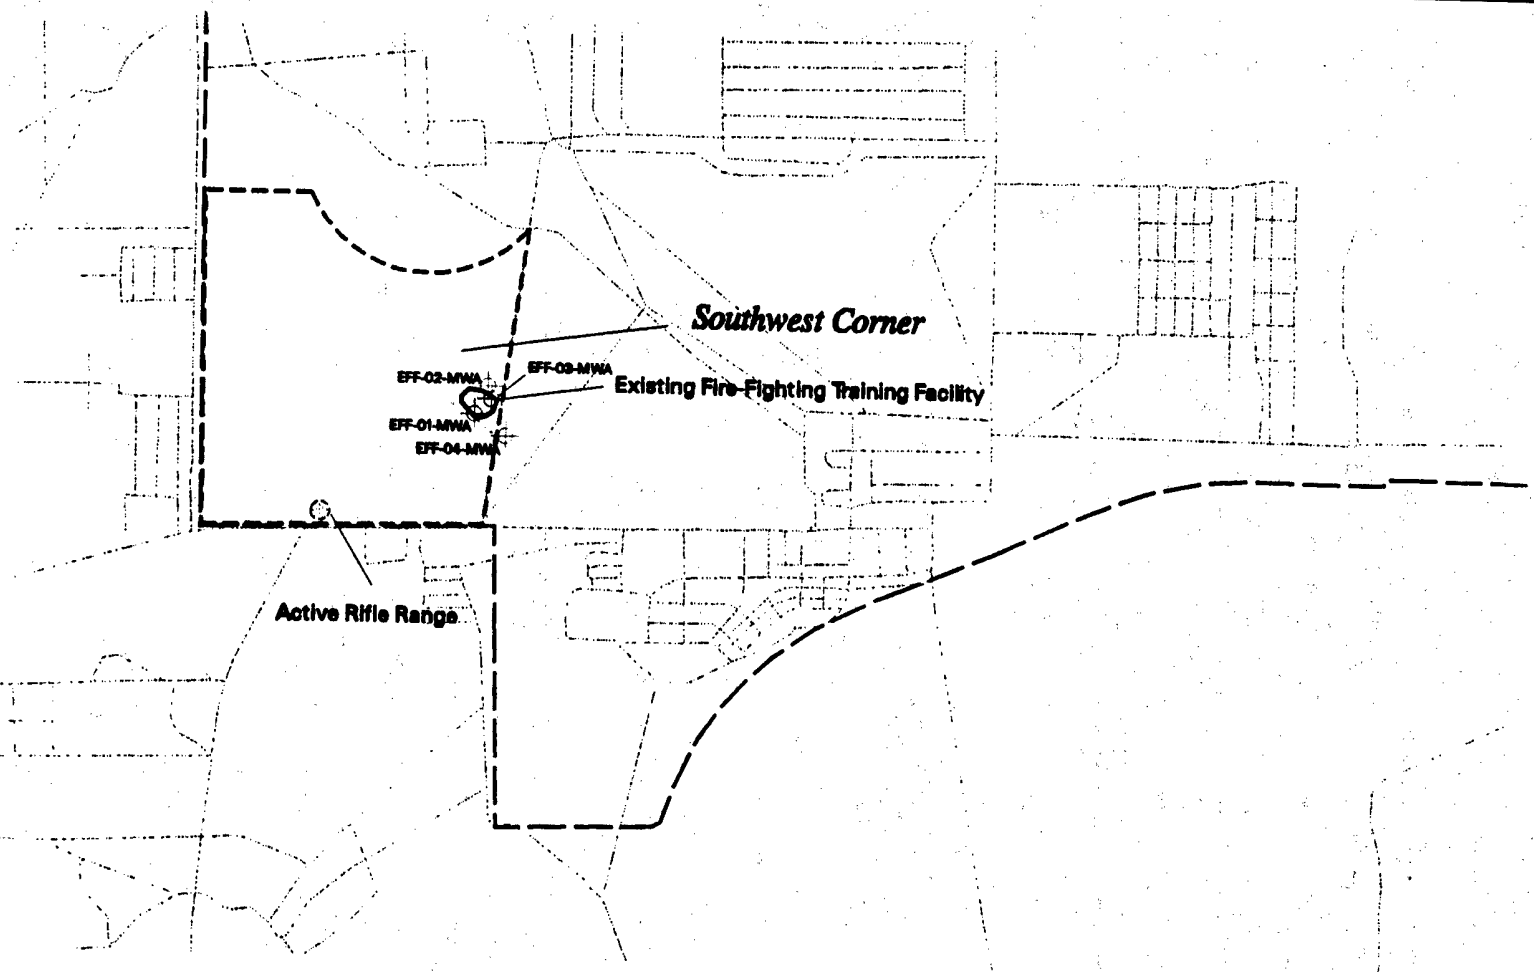 Southwest Corner
EFF-02-MWA
EFF-03-MWA
Existing Fire-Fighting Training Facility
EFF-01-MWA
EFF-04-MWA
Active Rifle Range